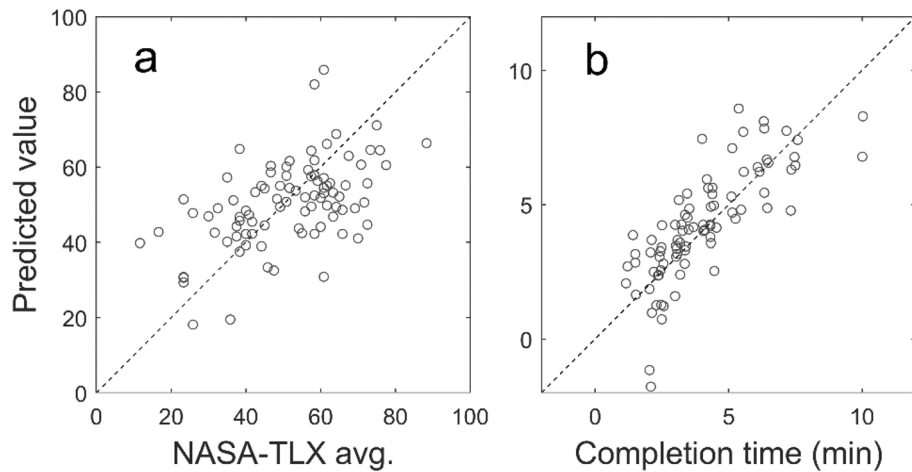 a
b
100
80
60
40
20
0
0 20 40 60 80 100
10
5
0
0 5 10
Predicted value
NASA-TLX avg.
Completion time (min)